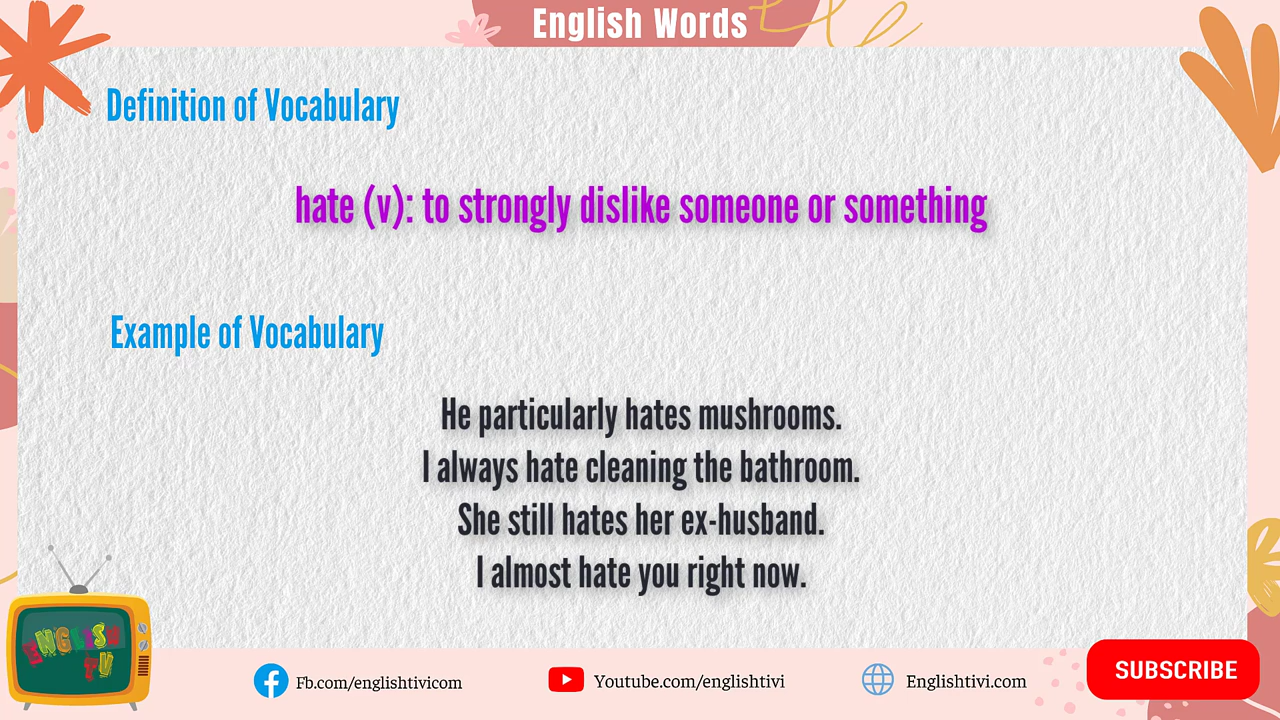 English Words
Definition of Vocabulary
hate (v): to strongly dislike someone or something
Example of Vocabulary
He particularly hates mushrooms.
I always hate cleaning the bathroom.
She still hates her ex-husband.
I almost hate you right now.
ENGLISH
TV
Fb.com/englishtivicom
Youtube.com/englishtivi
Englishtivi.com
SUBSCRIBE